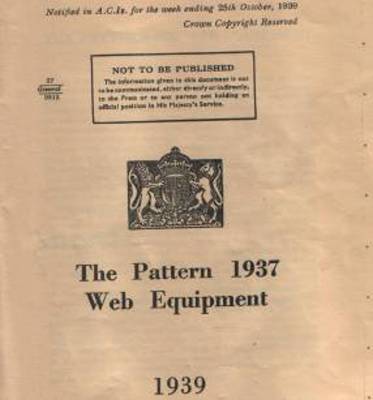 Notified in A.C.Is. for the week ending 25th October, 1939
Crown Copyright Reserved
NOT TO BE PUBLISHED
The information given in this document is not
to be communicated, either directly or indirectly,
to the Press or to any person not holding an
official position in His Majesty's Service.
57
General
The Pattern 1937
Web Equipment
1939